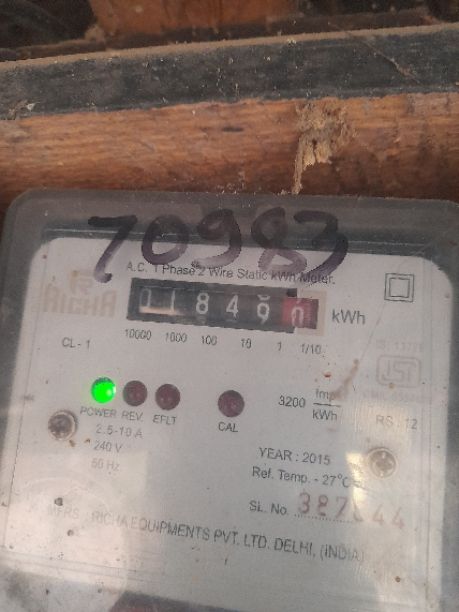 70983
A.C. 1 Phase 2 Wire Static kWh Meter.
018490 kWh
10000 1000 100 10 1 1/10
CL - 1
3200 Imp/kWh
POWER REV. EFLT CAL
RS : 12
2.5-10 A
240 V
50 Hz
YEAR : 2015
Ref. Temp. - 27°C
SL. No.
MFRS : RICHA EQUIPMENTS PVT. LTD. DELHI, (INDIA)